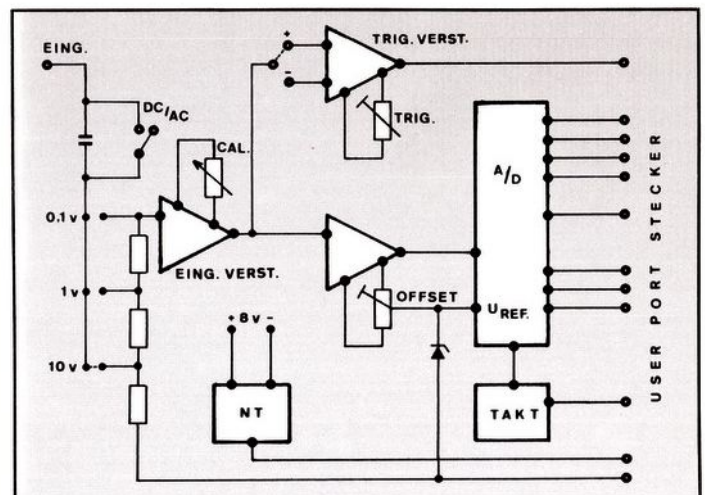 EING.
TRIG. VERST.
+
-
DC/AC
TRIG.
CAL.
A/D
0.1 v
EING. VERST.
1 v
OFFSET
UREF.
+ 8 v -
10 v
NT
TAKT
USER PORT STECKER